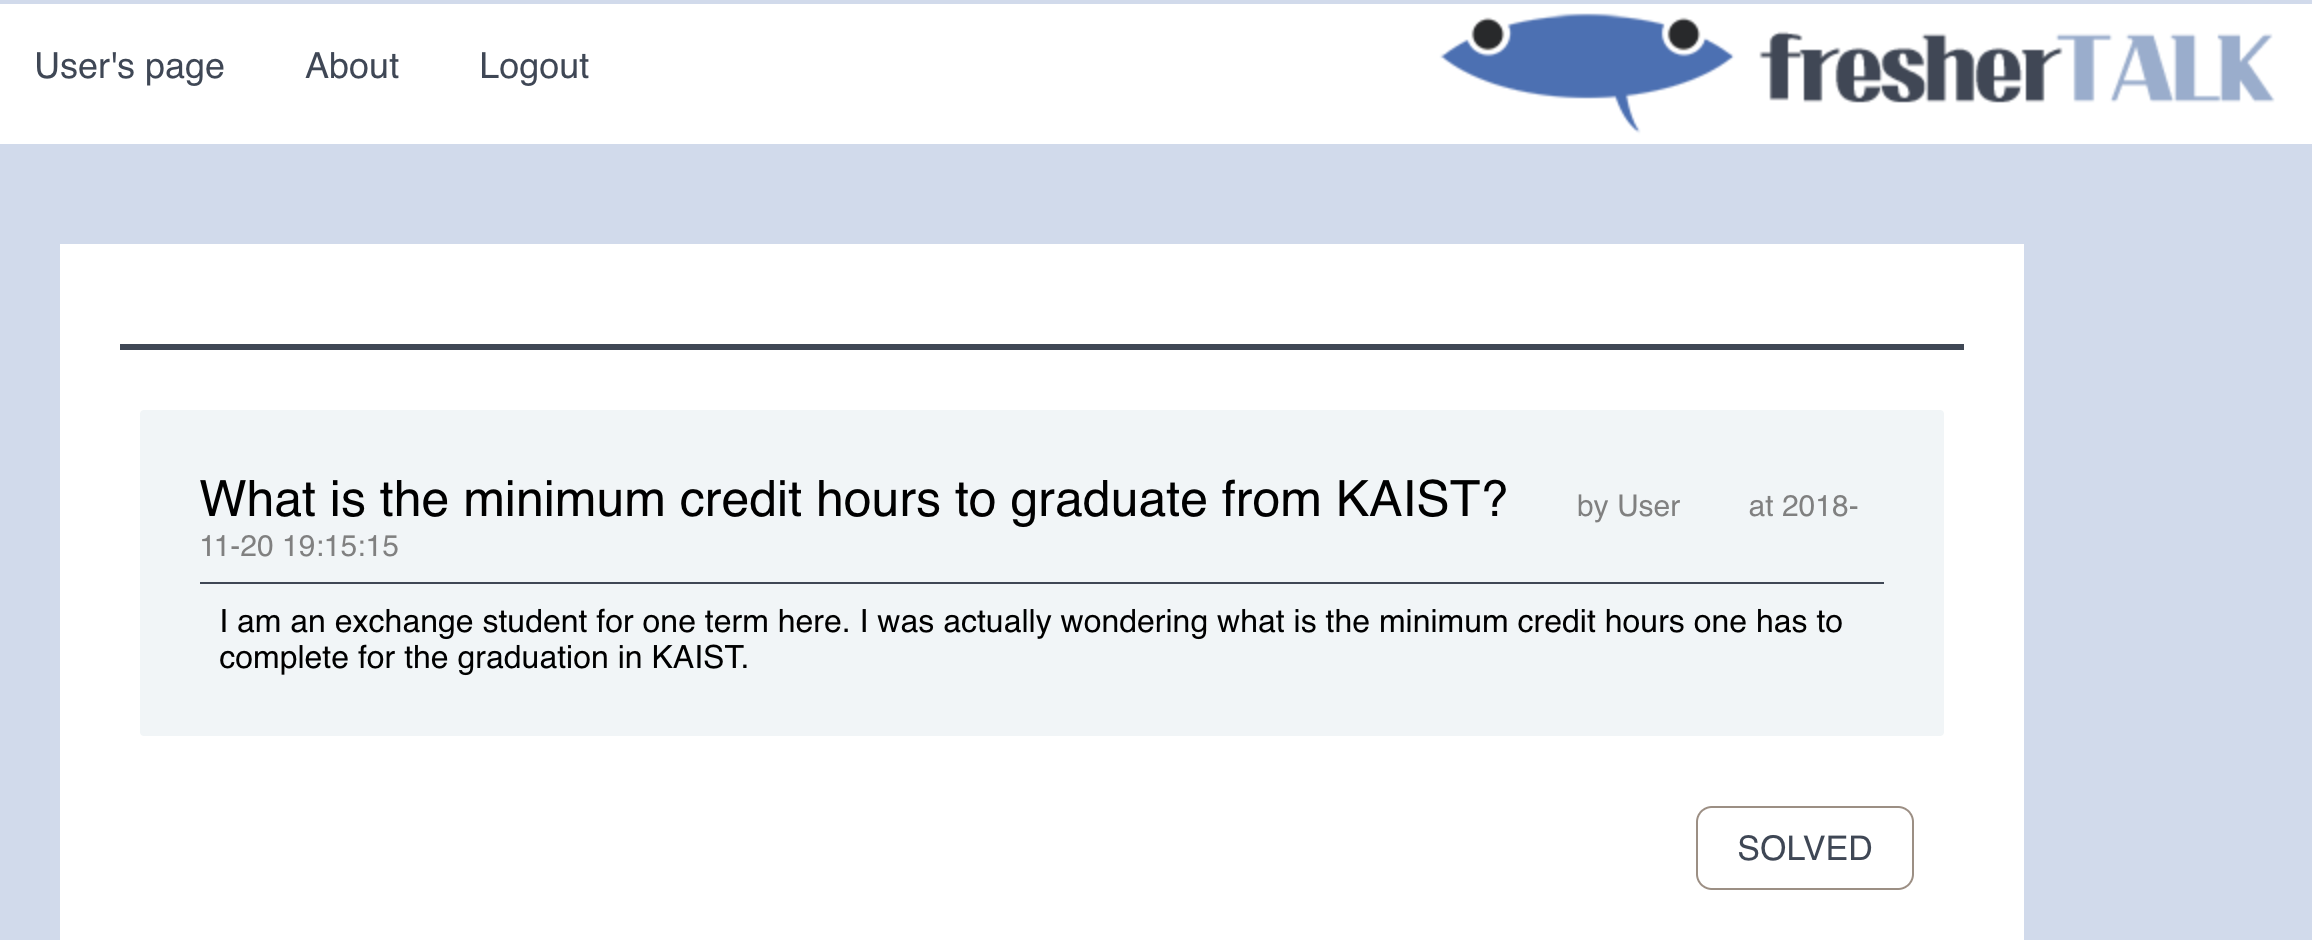 User's page About Logout fresherTALK
What is the minimum credit hours to graduate from KAIST? by User at 2018-
11-20 19:15:15
I am an exchange student for one term here. I was actually wondering what is the minimum credit hours one has to
complete for the graduation in KAIST.
SOLVED